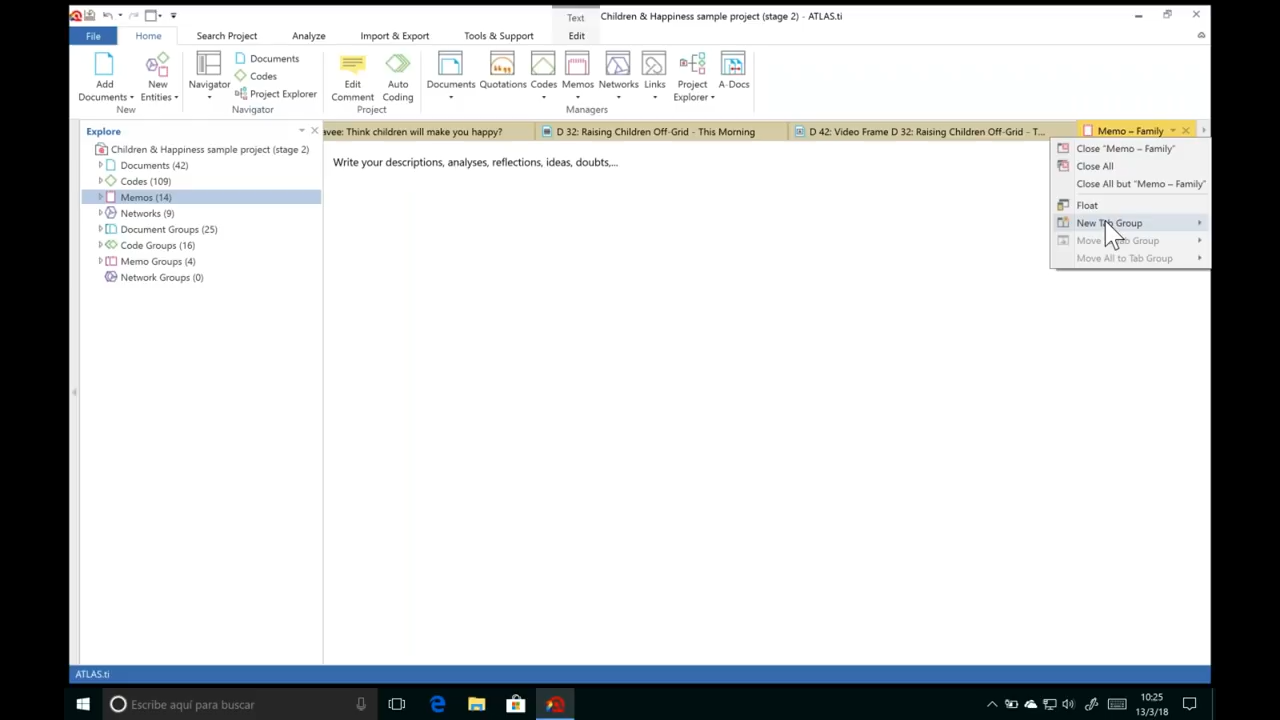 Text
Children & Happiness sample project (stage 2) - ATLAS.ti
File
Home
Search Project
Analyze
Import & Export
Tools & Support
Edit
Add Documents
New Entities
New
Navigator
Documents
Codes
Project Explorer
Navigator
Edit Comment
Auto Coding
Project
Documents
Quotations
Codes
Memos
Networks
Links
Project Explorer
A-Docs
Managers
Explore
Children & Happiness sample project (stage 2)
Documents (42)
Codes (109)
Memos (14)
Networks (9)
Document Groups (25)
Code Groups (16)
Memo Groups (4)
Network Groups (0)
avee: Think children will make you happy?
D 32: Raising Children Off-Grid - This Morning
D 42: Video Frame D 32: Raising Children Off-Grid - T...
Memo – Family
Write your descriptions, analyses, reflections, ideas, doubts,...
Close "Memo – Family"
Close All
Close All but "Memo – Family"
Float
New Tab Group
Move Tab Group
Move All to Tab Group
ATLAS.ti
Escribe aquí para buscar
10:25
13/3/18